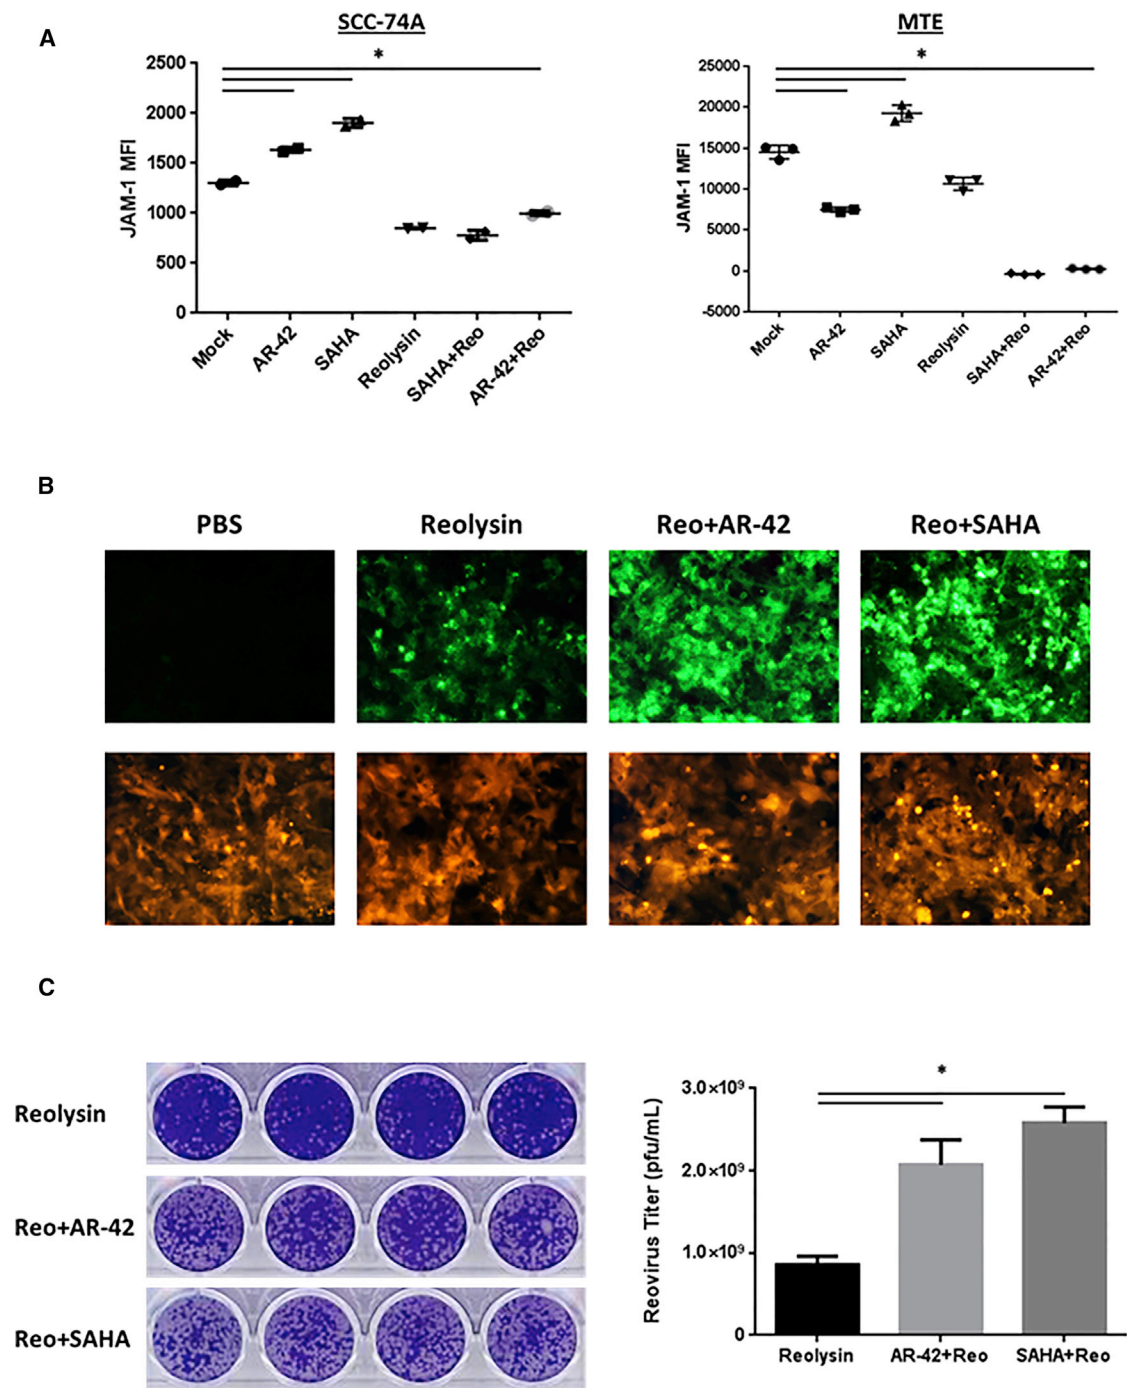 A
SCC-74A
*
JAM-1 MFI
2500
2000
1500
1000
500
0
Mock
AR-42
SAHA
Reolysin
SAHA+Reo
AR-42+Reo
MTE
*
JAM-1 MFI
25000
20000
15000
10000
5000
0
-5000
Mock
AR-42
SAHA
Reolysin
SAHA+Reo
AR-42+Reo
B
PBS
Reolysin
Reo+AR-42
Reo+SAHA
C
Reolysin
Reo+AR-42
Reo+SAHA
*
Reovirus Titer (pfu/mL)
3.0×10⁹
2.0×10⁹
1.0×10⁹
0
Reolysin
AR-42+Reo
SAHA+Reo